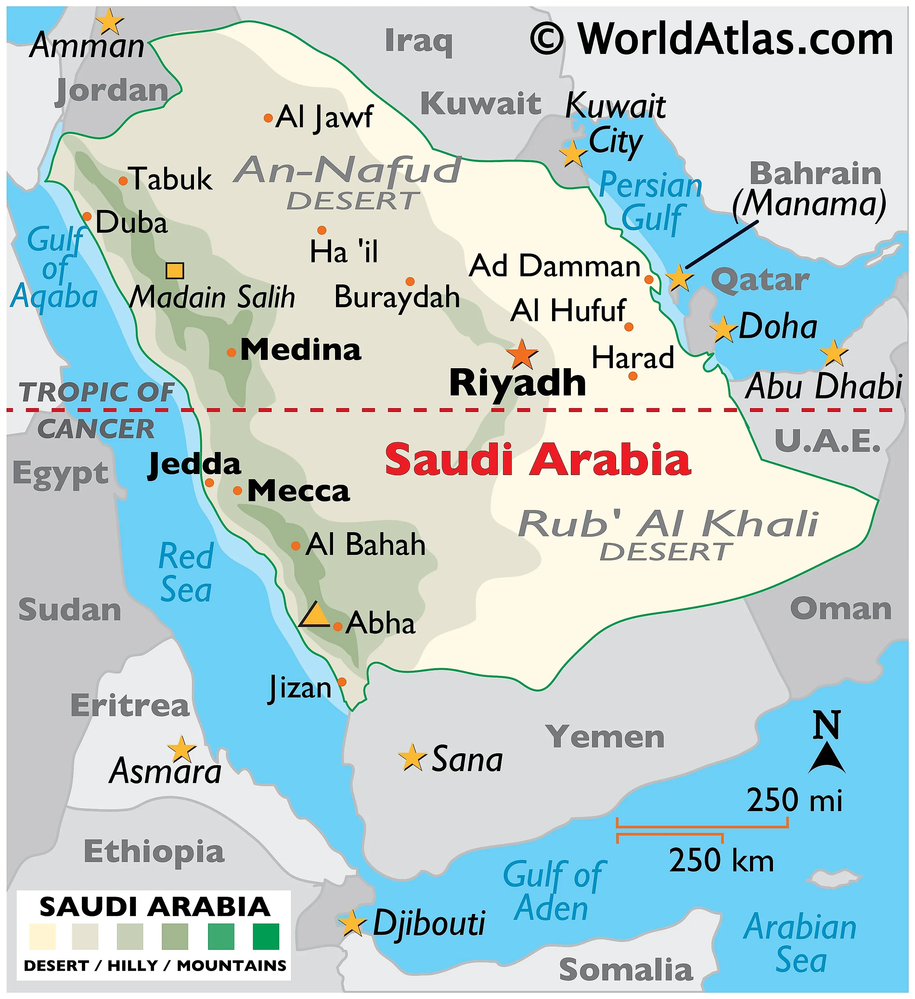 © WorldAtlas.com
Amman
Iraq
Jordan
Kuwait
Kuwait
City
Al Jawf
An-Nafud
DESERT
Persian
Gulf
Bahrain
(Manama)
Tabuk
Duba
Gulf
of
Aqaba
Ha 'il
Ad Damman
Qatar
Madain Salih
Buraydah
Al Hufuf
Doha
Medina
Harad
Riyadh
Abu Dhabi
TROPIC OF
CANCER
U.A.E.
Saudi Arabia
Egypt
Jedda
Mecca
Rub' Al Khali
DESERT
Al Bahah
Red
Sea
Sudan
Oman
Abha
Jizan
Eritrea
Yemen
N
Sana
Asmara
250 mi
250 km
Ethiopia
Gulf of
Aden
Djibouti
Arabian
Sea
Somalia
SAUDI ARABIA
DESERT / HILLY / MOUNTAINS